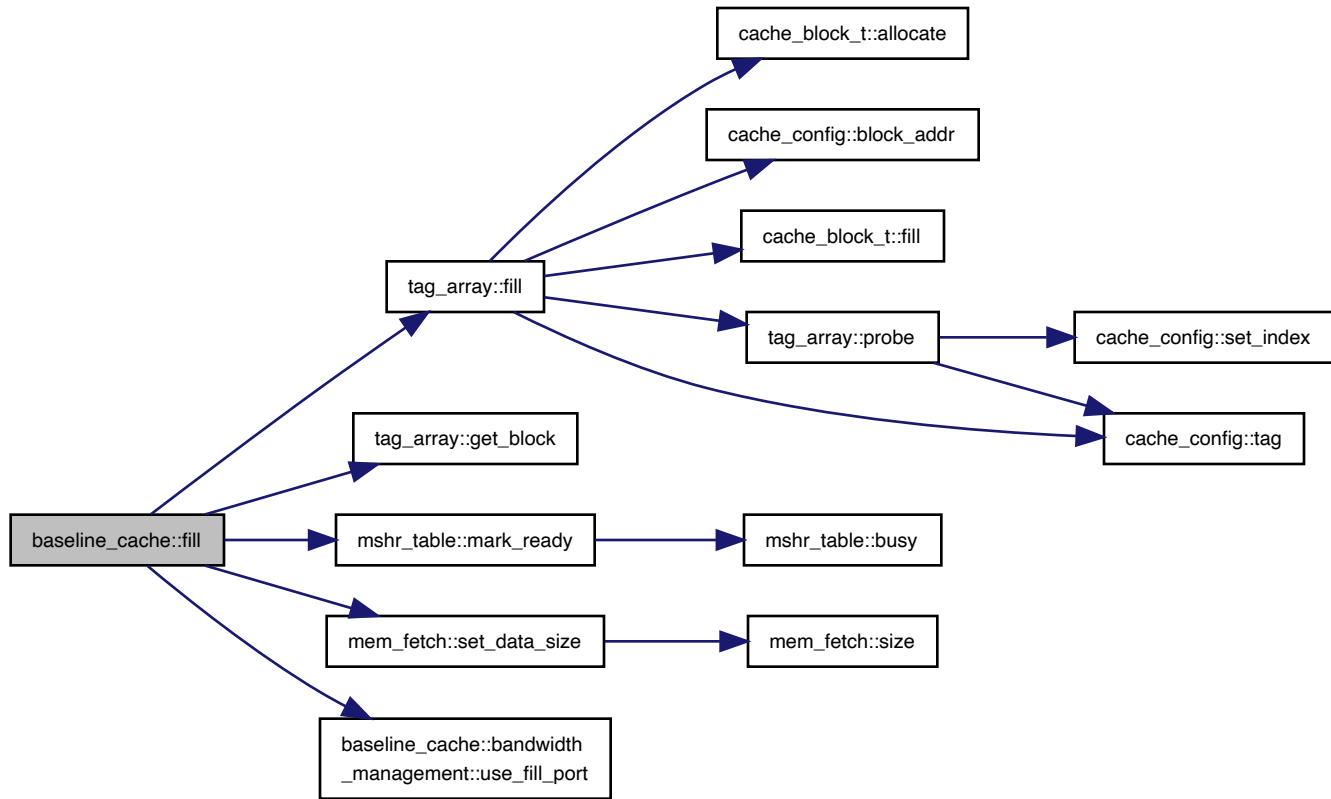 cache_block_t::allocate
cache_config::block_addr
cache_block_t::fill
tag_array::fill
tag_array::probe
cache_config::set_index
tag_array::get_block
cache_config::tag
baseline_cache::fill
mshr_table::mark_ready
mshr_table::busy
mem_fetch::set_data_size
mem_fetch::size
baseline_cache::bandwidth
_management::use_fill_port